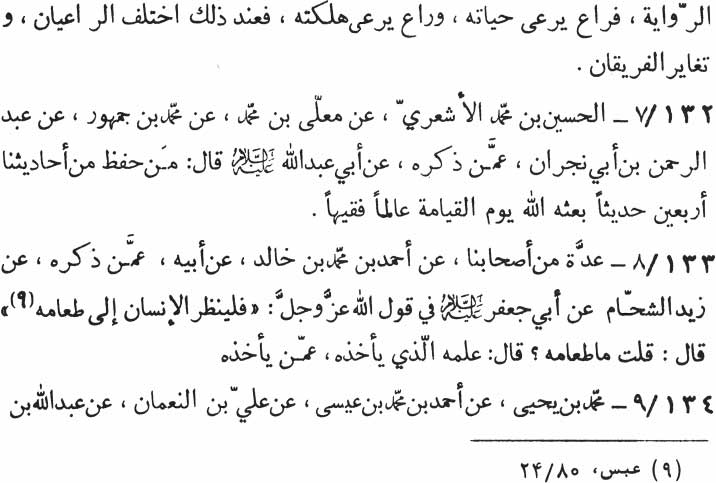 الرّواية ، فراع يرعى حياته ، وراع يرعى هلكته ، فعند ذلك اختلف الراعيان ، و
تغاير الفريقان .
٧/١٣٢ ــ الحسين بن محمّد الأشعريّ ، عن معلّى بن محمّد ، عن محمّد بن جمهور ، عن عبد
الرحمن بن أبي نجران ، عمَّن ذكره ، عن أبي عبدالله عليه‌السلام قال: مَن حفظ من أحاديثنا
أربعين حديثاً بعثه الله يوم القيامة عالماً فقيهاً .
٨/١٣٣ ــ عدَّة من أصحابنا ، عن أحمد بن محمّد بن خالد ، عن أبيه ، عمَّن ذكره ، عن
زيد الشحّام عن أبي جعفر عليه‌السلام في قول الله عزَّوجلَّ: «فلينظر الإنسان إلى طعامه(٩)»
قال : قلت ماطعامه ؟ قال: علمه الّذي يأخذه ، عمّن يأخذه
٩/١٣٤ ــ محمّد بن يحيى ، عن أحمد بن محمّد بن عيسى ، عن عليّ بن النعمان ، عن عبدالله بن
(٩) عبس، ٢٤/٨٠